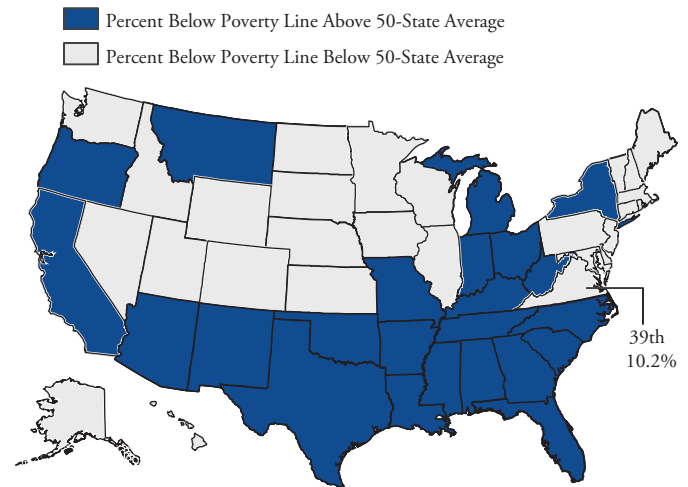 Percent Below Poverty Line Above 50-State Average
Percent Below Poverty Line Below 50-State Average
39th
10.2%